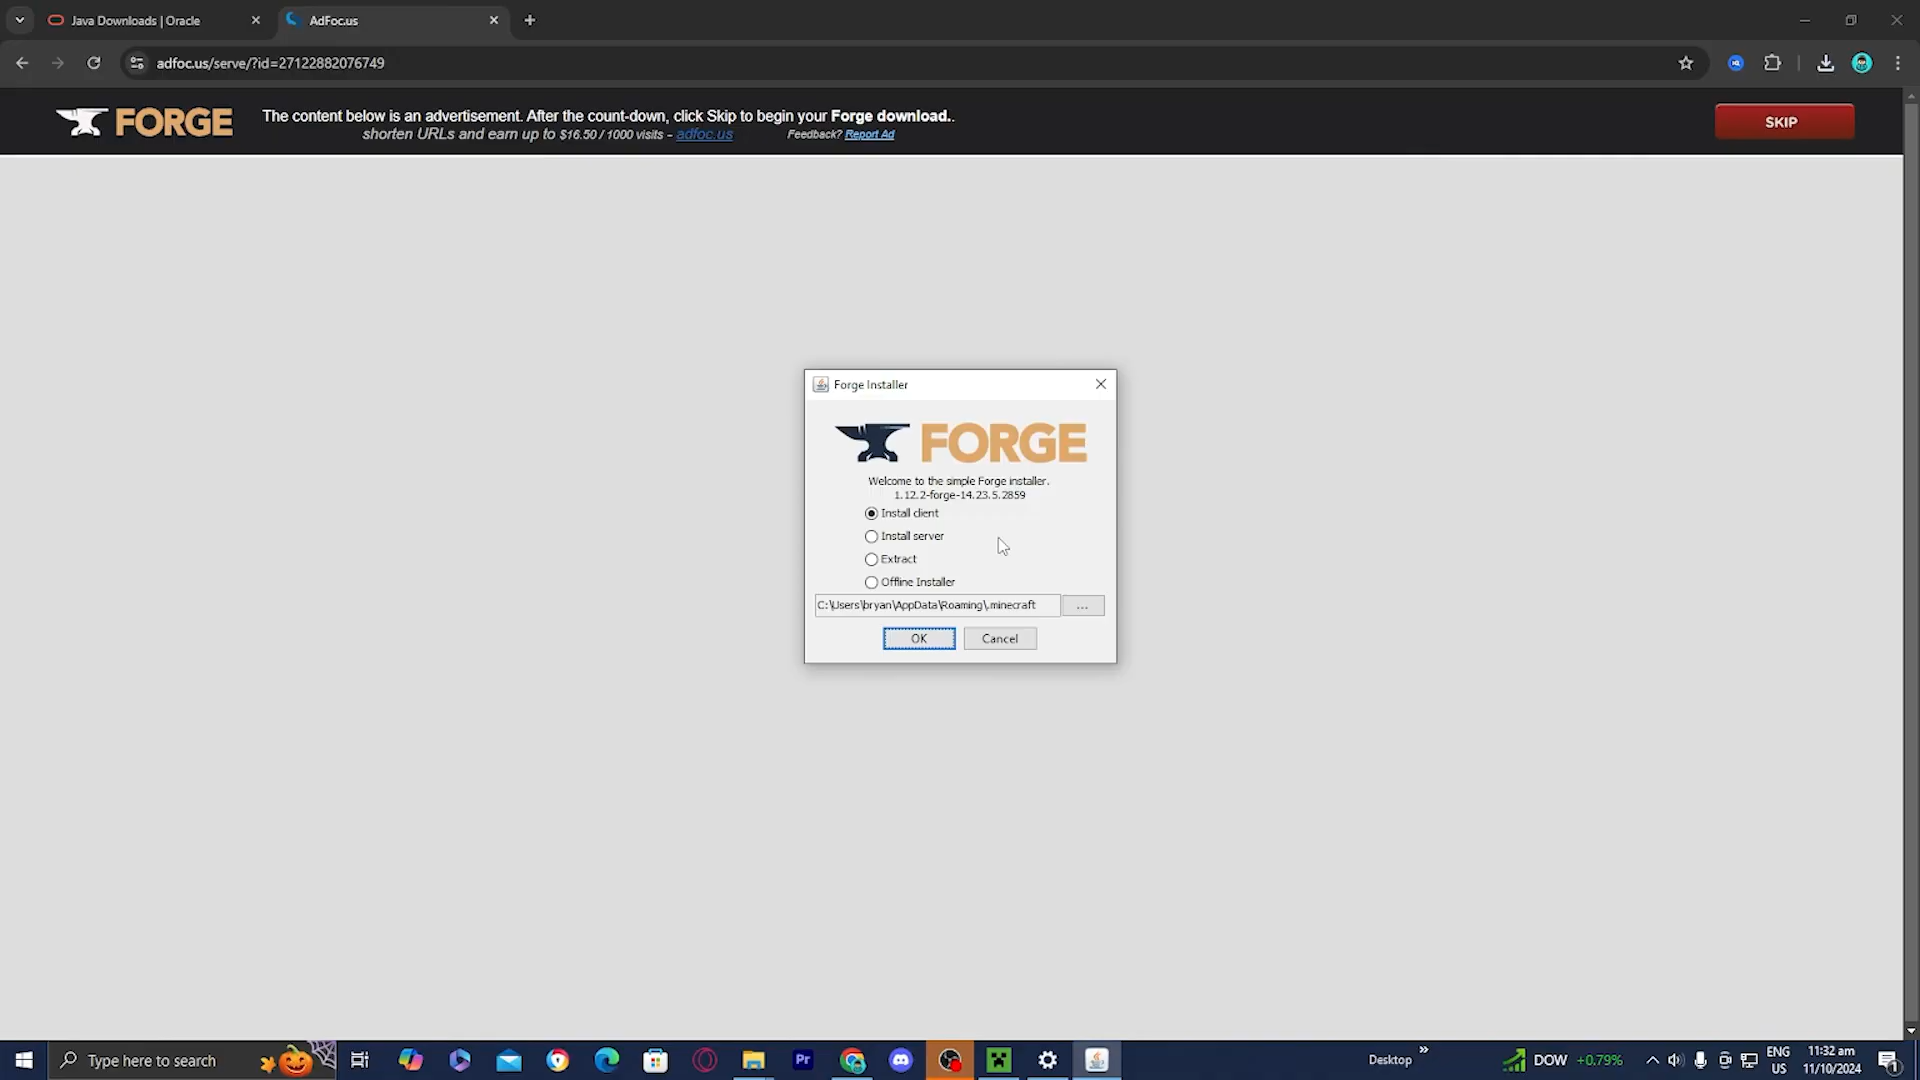 Java Downloads | Oracle
AdFoc.us
adfoc.us/serve/?id=27122882076749
FORGE
The content below is an advertisement. After the count-down, click Skip to begin your Forge download..
shorten URLs and earn up to $16.50 / 1000 visits - adfoc.us
Feedback? Report Ad
SKIP
Forge Installer
FORGE
Welcome to the simple Forge installer.
1.12.2-forge-14.23.5.2859
Install client
Install server
Extract
Offline Installer
C:\Users\bryan\AppData\Roaming\.minecraft
...
OK
Cancel
Type here to search
Pr
Desktop
DOW +0.79%
ENG
US
11:32 am
11/10/2024
1